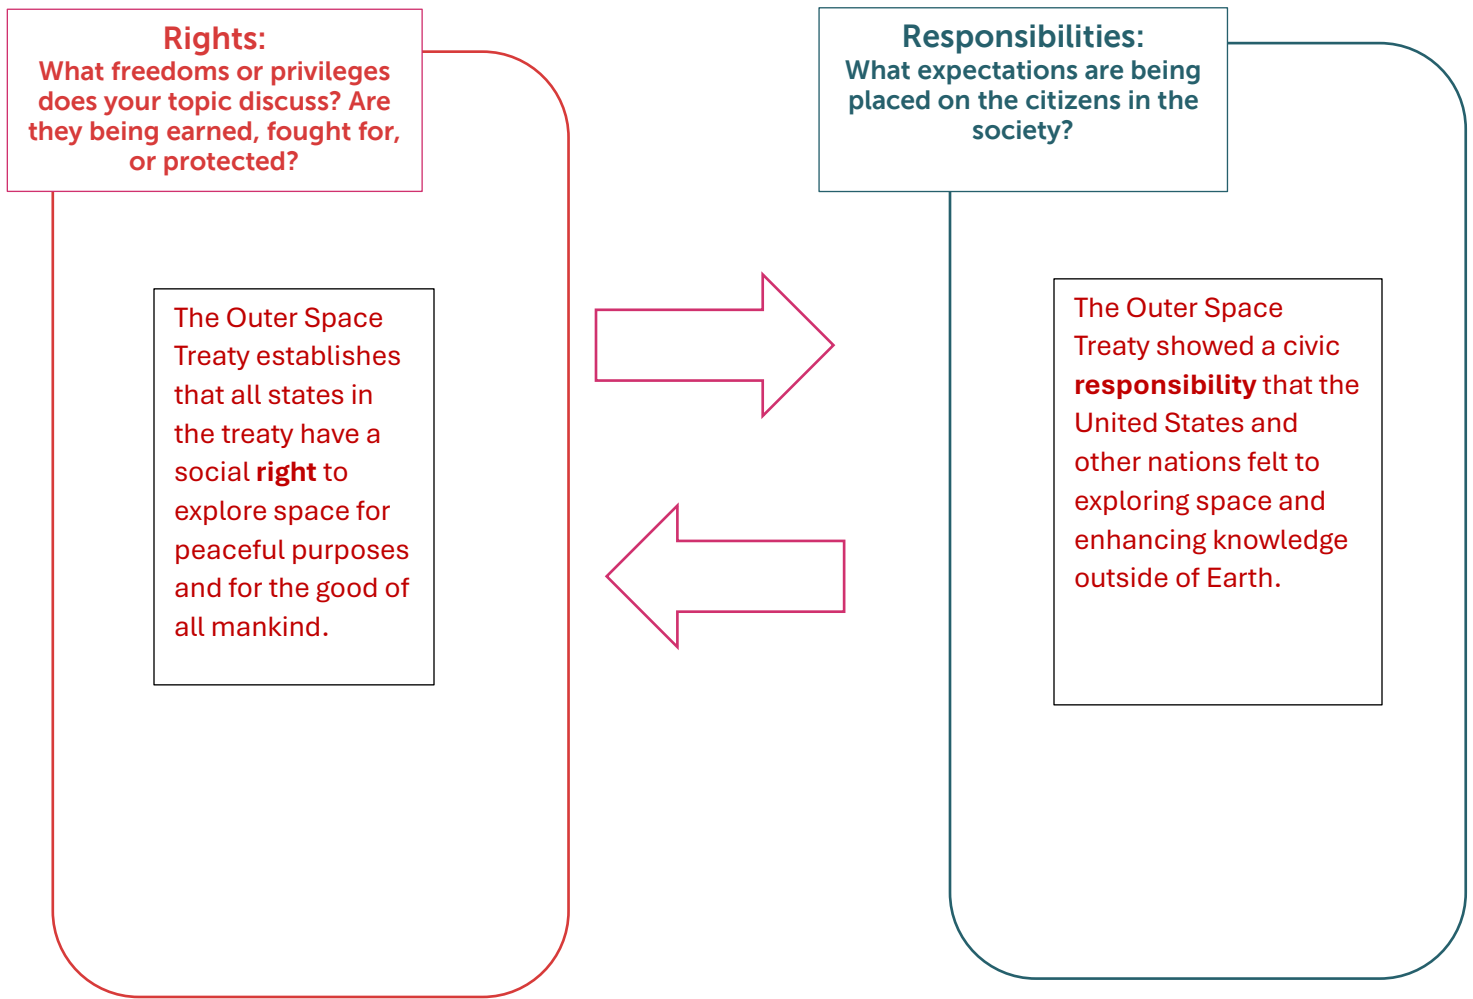 Rights:
What freedoms or privileges
does your topic discuss? Are
they being earned, fought for,
or protected?
The Outer Space
Treaty establishes
that all states in
the treaty have a
social right to
explore space for
peaceful purposes
and for the good of
all mankind.
Responsibilities:
What expectations are being
placed on the citizens in the
society?
The Outer Space
Treaty showed a civic
responsibility that the
United States and
other nations felt to
exploring space and
enhancing knowledge
outside of Earth.